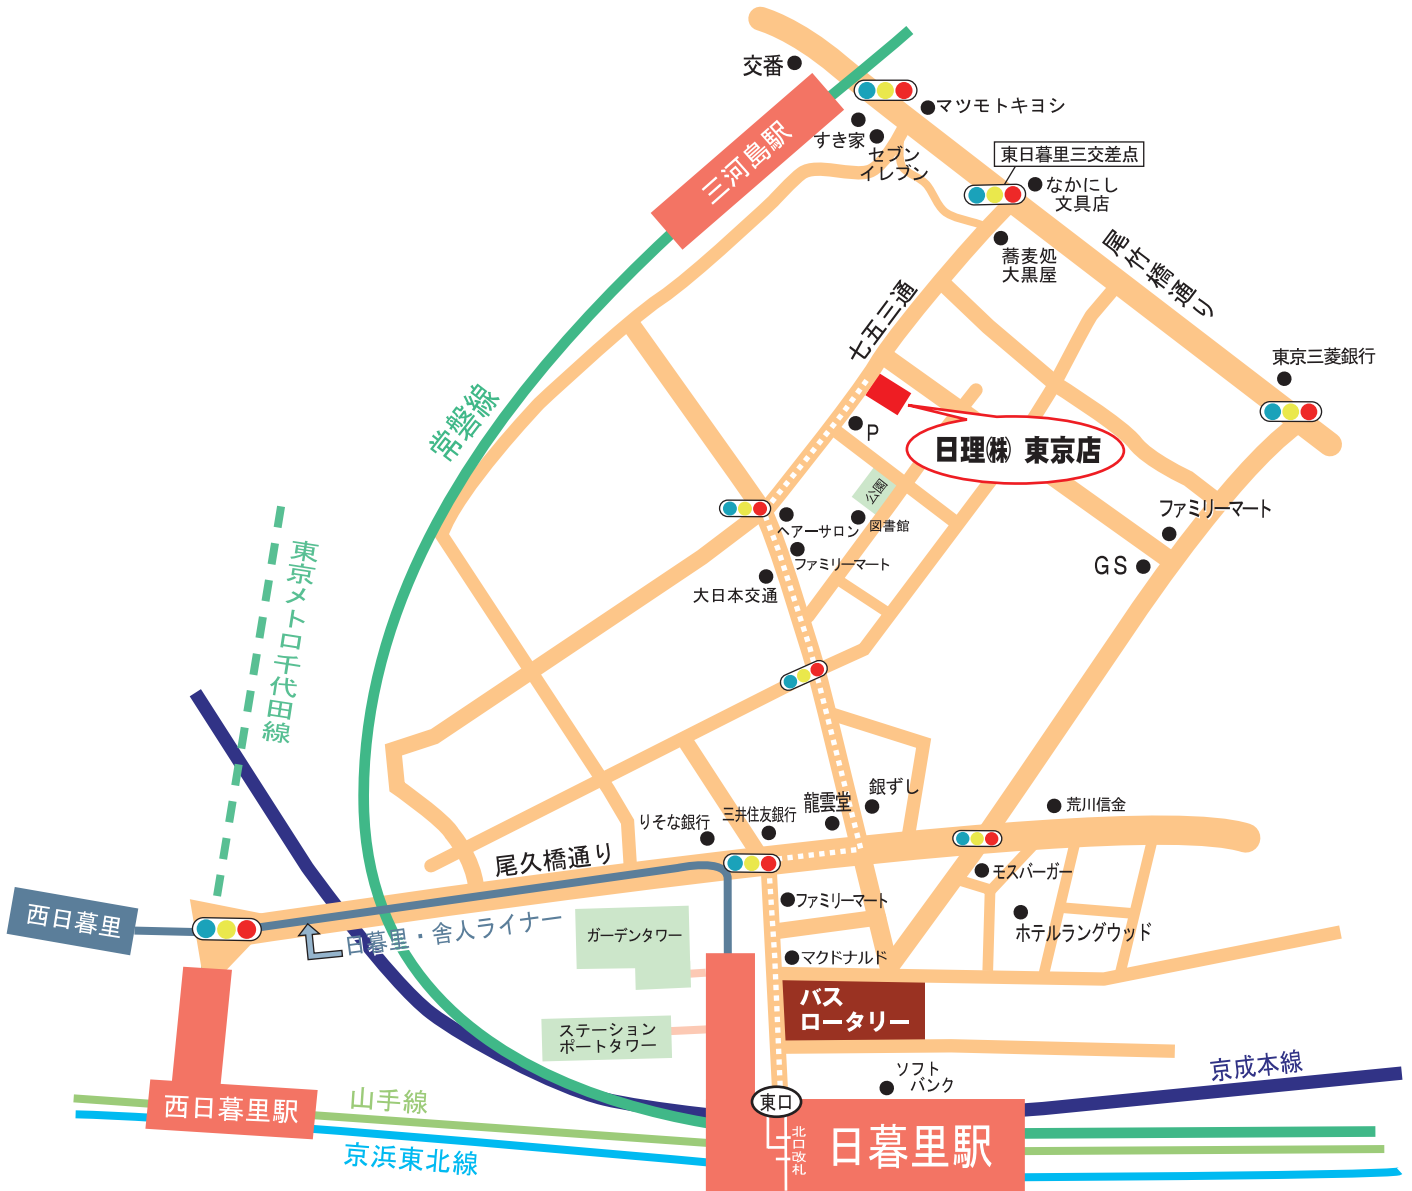 交番
マツモトキヨシ
すき家
セブン
イレブン
三河島駅
東日暮里三交差点
なかにし
文具店
蕎麦処
大黒屋
尾竹橋通り
七五三通
東京三菱銀行
常磐線
P
日理㈱ 東京店
公園
図書館
ヘアーサロン
ファミリーマート
ファミリーマート
GS
大日本交通
東京メトロ千代田線
銀ずし
龍雲堂
三井住友銀行
りそな銀行
荒川信金
尾久橋通り
モスバーガー
ファミリーマート
西日暮里
日暮里・舎人ライナー
ガーデンタワー
ホテルラングウッド
マクドナルド
バス
ロータリー
ステーション
ポートタワー
ソフト
バンク
京成本線
山手線
西日暮里駅
京浜東北線
東口
北口改札
日暮里駅